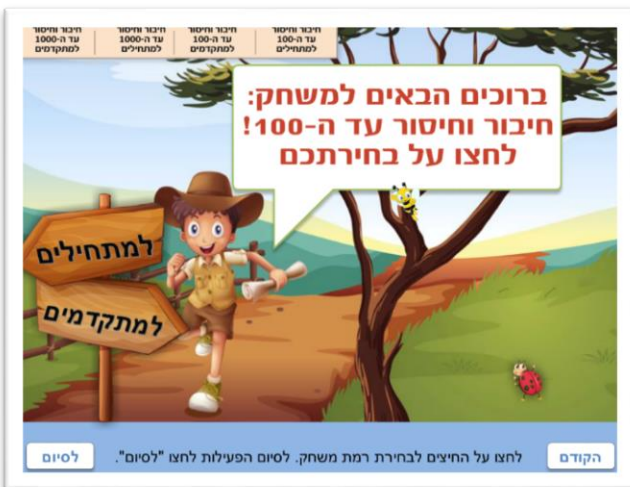 חיבור וחיסור
עד ה-100
למתחילים
חיבור וחיסור
עד ה-100
למתקדמים
חיבור וחיסור
עד ה-1000
למתחילים
חיבור וחיסור
עד ה-1000
למתקדמים
ברוכים הבאים למשחק:
חיבור וחיסור עד ה-100!
לחצו על בחירתכם
למתחילים
למתקדמים
הקודם
לחצו על החיצים לבחירת רמת משחק. לסיום הפעילות לחצו "לסיום".
לסיום